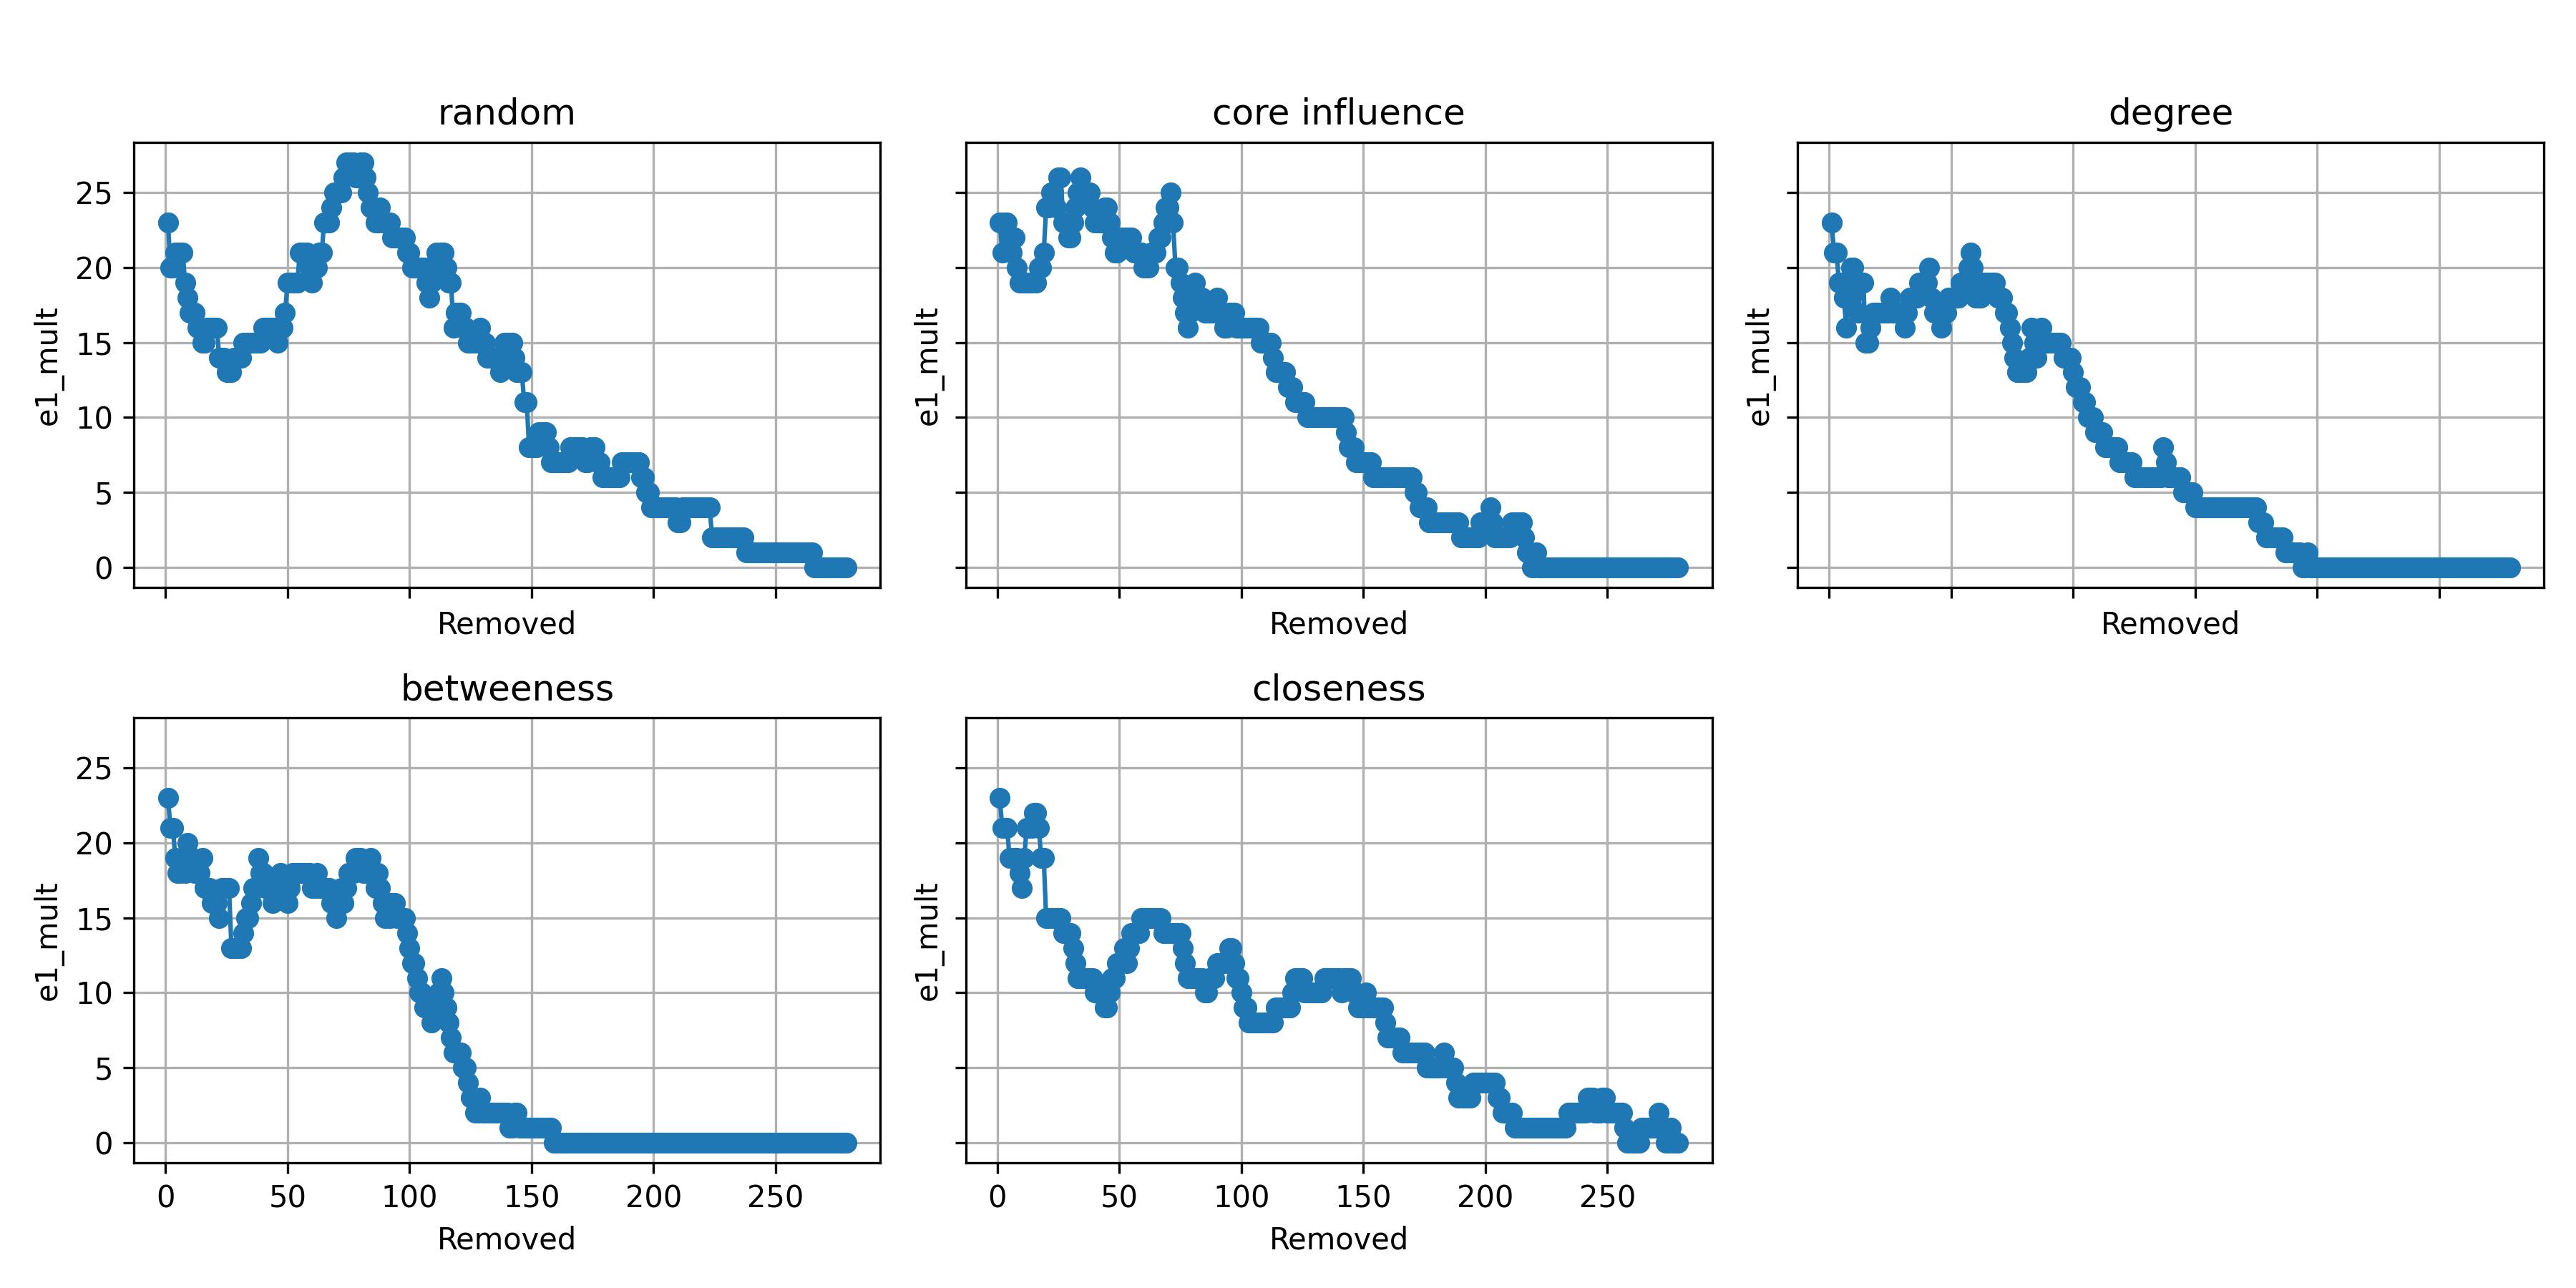 random
core influence
degree
25
20
15
10
5
0
e1_mult
e1_mult
e1_mult
Removed
Removed
Removed
betweeness
closeness
25
20
15
10
5
0
e1_mult
e1_mult
0 50 100 150 200 250
0 50 100 150 200 250
Removed
Removed